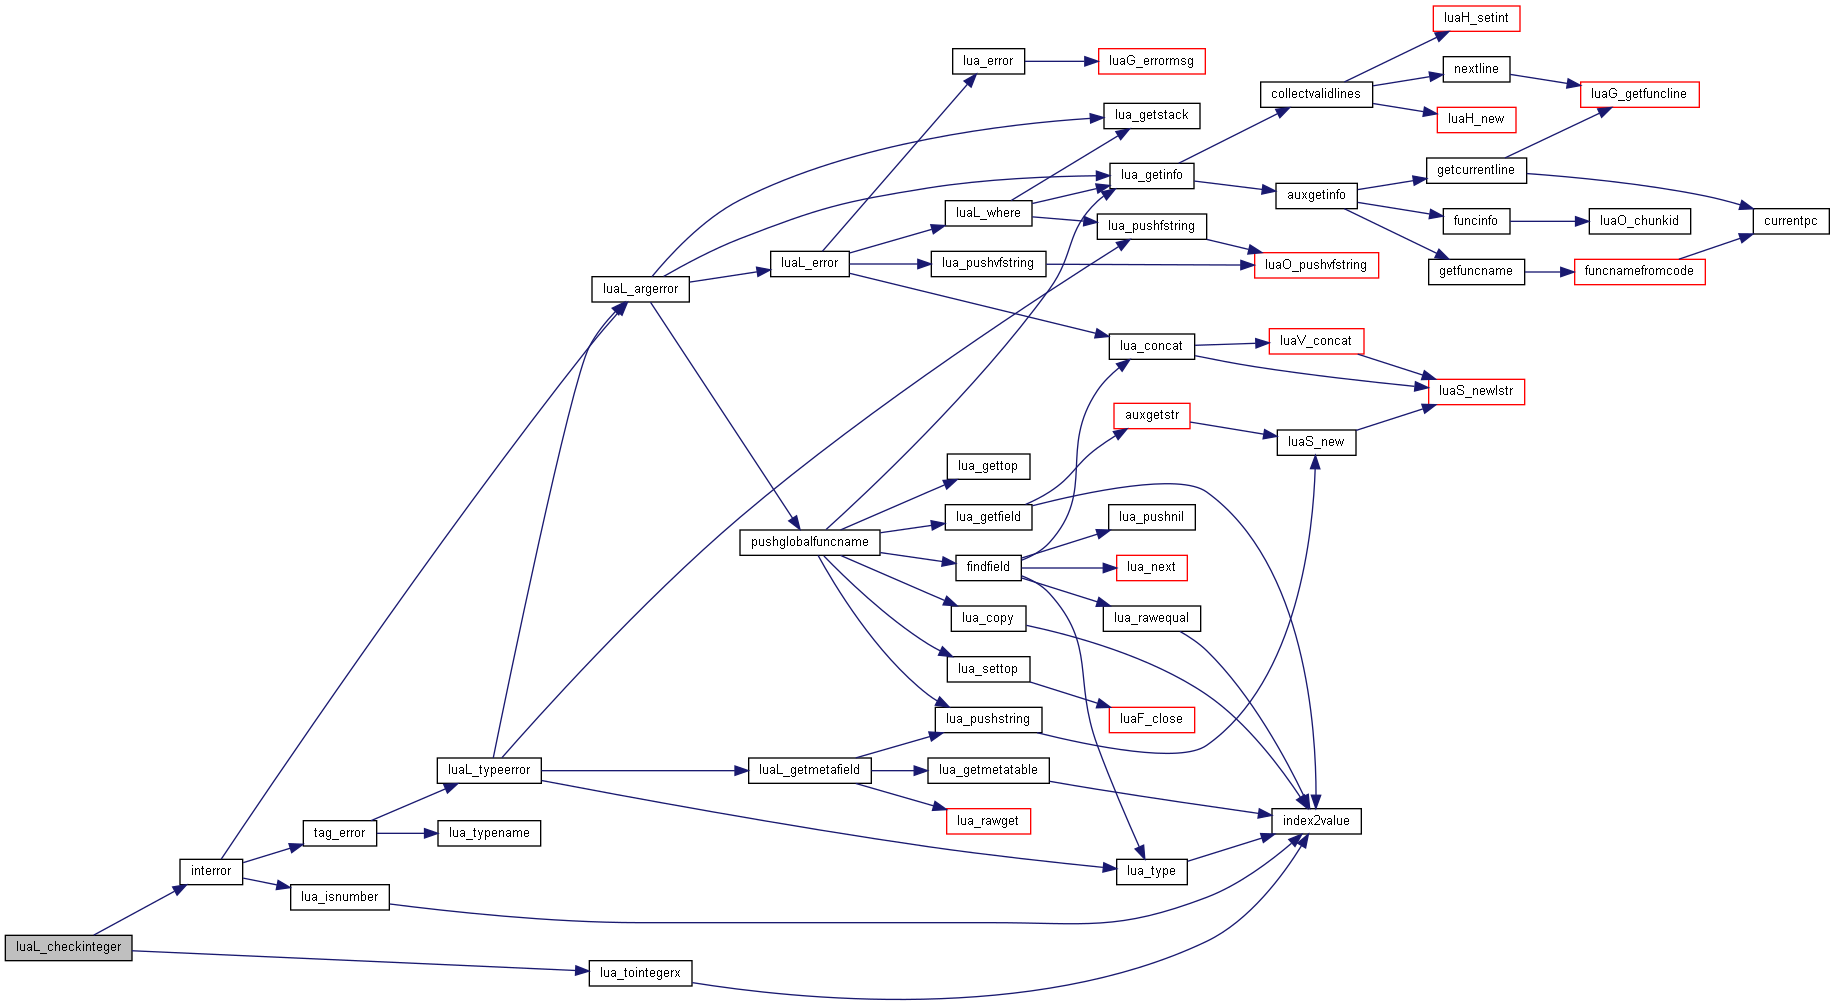 luaH_setint
lua_error
luaG_errormsg
nextline
collectvalidlines
luaG_getfuncline
lua_getstack
luaH_new
lua_getinfo
getcurrentline
auxgetinfo
luaL_where
funcinfo
luaO_chunkid
currentpc
lua_pushfstring
luaL_error
lua_pushvfstring
luaO_pushvfstring
getfuncname
funcnamefromcode
luaL_argerror
lua_concat
luaV_concat
luaS_newlstr
auxgetstr
luaS_new
lua_gettop
lua_getfield
lua_pushnil
pushglobalfuncname
findfield
lua_next
lua_copy
lua_rawequal
lua_settop
lua_pushstring
luaF_close
luaL_typeerror
luaL_getmetafield
lua_getmetatable
lua_rawget
index2value
tag_error
lua_typename
interror
lua_type
lua_isnumber
luaL_checkinteger
lua_tointegerx